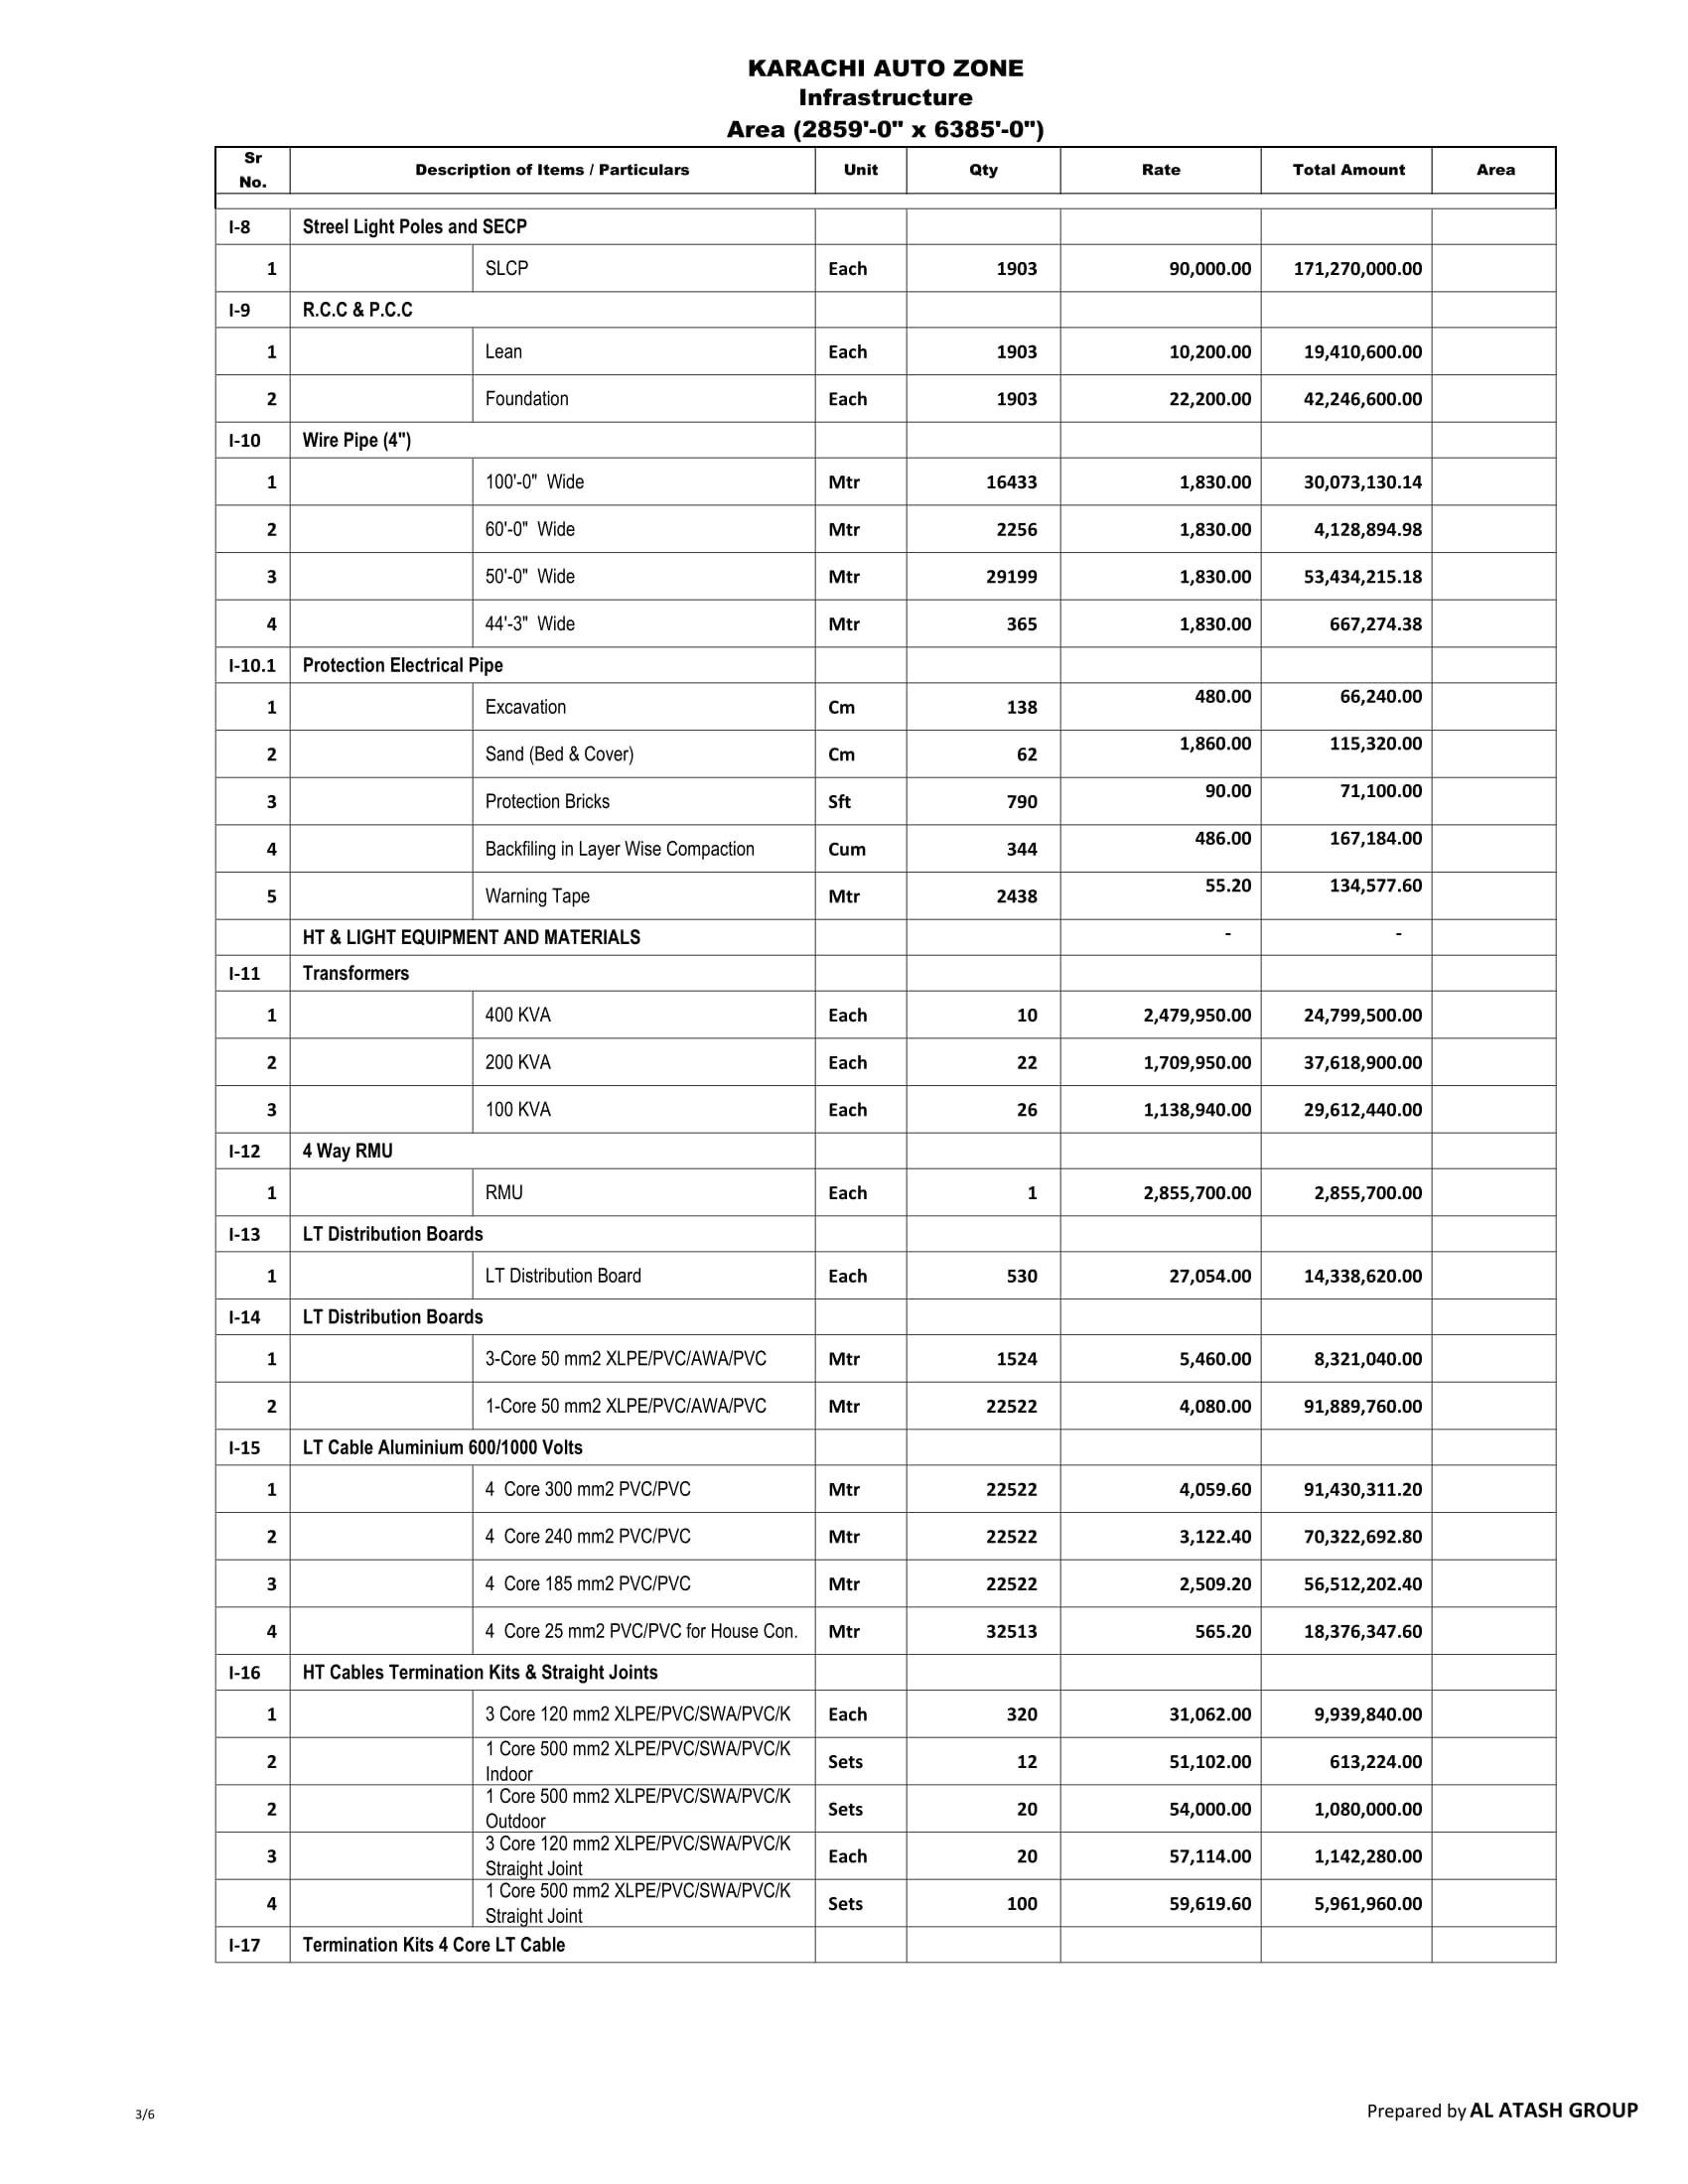 KARACHI AUTO ZONE
Infrastructure
Area (2859'-0" x 6385'-0")
Sr No. Description of Items / Particulars Unit Qty Rate Total Amount Area
I-8 Streel Light Poles and SECP
1 SLCP Each 1903 90,000.00 171,270,000.00
I-9 R.C.C & P.C.C
1 Lean Each 1903 10,200.00 19,410,600.00
2 Foundation Each 1903 22,200.00 42,246,600.00
I-10 Wire Pipe (4")
1 100'-0" Wide Mtr 16433 1,830.00 30,073,130.14
2 60'-0" Wide Mtr 2256 1,830.00 4,128,894.98
3 50'-0" Wide Mtr 29199 1,830.00 53,434,215.18
4 44'-3" Wide Mtr 365 1,830.00 667,274.38
I-10.1 Protection Electrical Pipe
1 Excavation Cm 138 480.00 66,240.00
2 Sand (Bed & Cover) Cm 62 1,860.00 115,320.00
3 Protection Bricks Sft 790 90.00 71,100.00
4 Backfiling in Layer Wise Compaction Cum 344 486.00 167,184.00
5 Warning Tape Mtr 2438 55.20 134,577.60
HT & LIGHT EQUIPMENT AND MATERIALS - -
I-11 Transformers
1 400 KVA Each 10 2,479,950.00 24,799,500.00
2 200 KVA Each 22 1,709,950.00 37,618,900.00
3 100 KVA Each 26 1,138,940.00 29,612,440.00
I-12 4 Way RMU
1 RMU Each 1 2,855,700.00 2,855,700.00
I-13 LT Distribution Boards
1 LT Distribution Board Each 530 27,054.00 14,338,620.00
I-14 LT Distribution Boards
1 3-Core 50 mm2 XLPE/PVC/AWA/PVC Mtr 1524 5,460.00 8,321,040.00
2 1-Core 50 mm2 XLPE/PVC/AWA/PVC Mtr 22522 4,080.00 91,889,760.00
I-15 LT Cable Aluminium 600/1000 Volts
1 4 Core 300 mm2 PVC/PVC Mtr 22522 4,059.60 91,430,311.20
2 4 Core 240 mm2 PVC/PVC Mtr 22522 3,122.40 70,322,692.80
3 4 Core 185 mm2 PVC/PVC Mtr 22522 2,509.20 56,512,202.40
4 4 Core 25 mm2 PVC/PVC for House Con. Mtr 32513 565.20 18,376,347.60
I-16 HT Cables Termination Kits & Straight Joints
1 3 Core 120 mm2 XLPE/PVC/SWA/PVC/K Each 320 31,062.00 9,939,840.00
2 1 Core 500 mm2 XLPE/PVC/SWA/PVC/K Indoor Sets 12 51,102.00 613,224.00
2 1 Core 500 mm2 XLPE/PVC/SWA/PVC/K Outdoor Sets 20 54,000.00 1,080,000.00
3 3 Core 120 mm2 XLPE/PVC/SWA/PVC/K Straight Joint Each 20 57,114.00 1,142,280.00
4 1 Core 500 mm2 XLPE/PVC/SWA/PVC/K Straight Joint Sets 100 59,619.60 5,961,960.00
I-17 Termination Kits 4 Core LT Cable
3/6 Prepared by AL ATASH GROUP